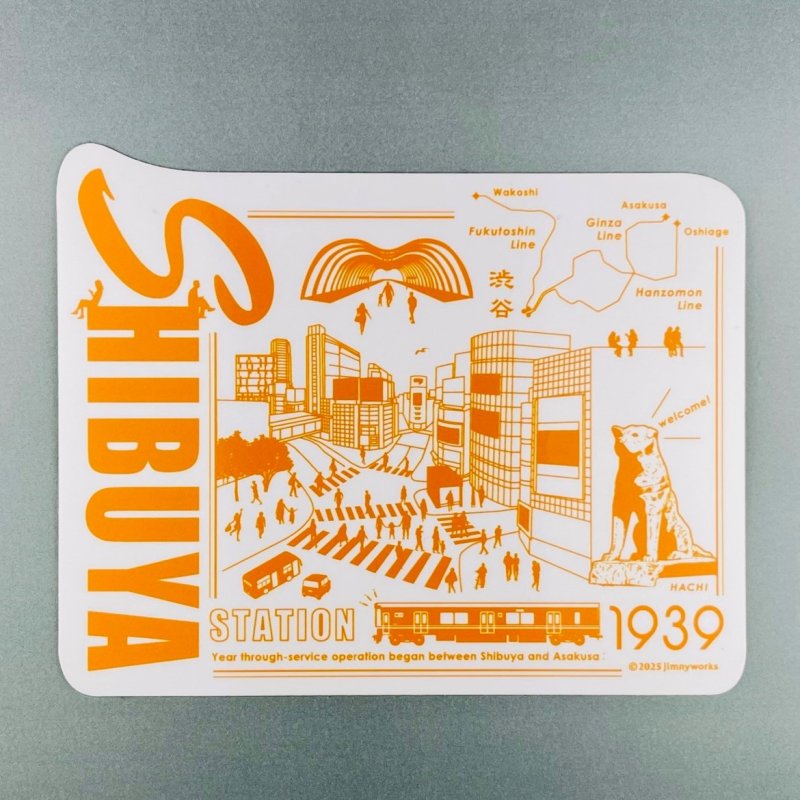 SHIBUYA
Wakoshi
Fukutoshin
Line
渋
谷
Asakusa
Ginza
Line
Oshiage
Hanzomon
Line
welcome!
HACHI
STATION
1939
Year through-service operation began between Shibuya and Asakusa:
©2025 jimnyworks